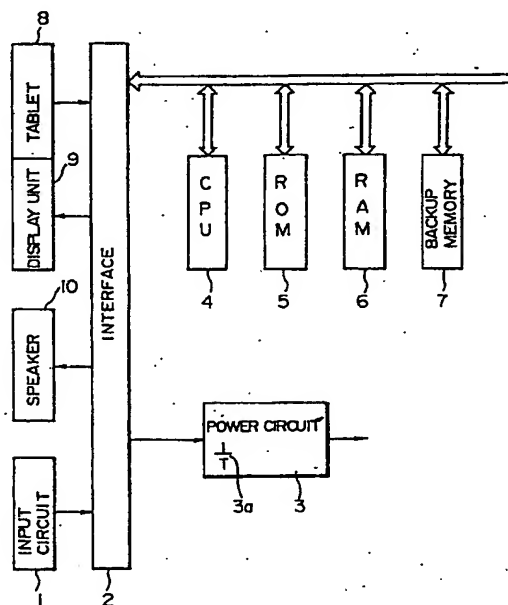 8
TABLET
9
DISPLAY UNIT
10
SPEAKER
INPUT
CIRCUIT
1
INTERFACE
2
CPU
4
ROM
5
RAM
6
BACKUP
MEMORY
7
POWER CIRCUIT
3a
3